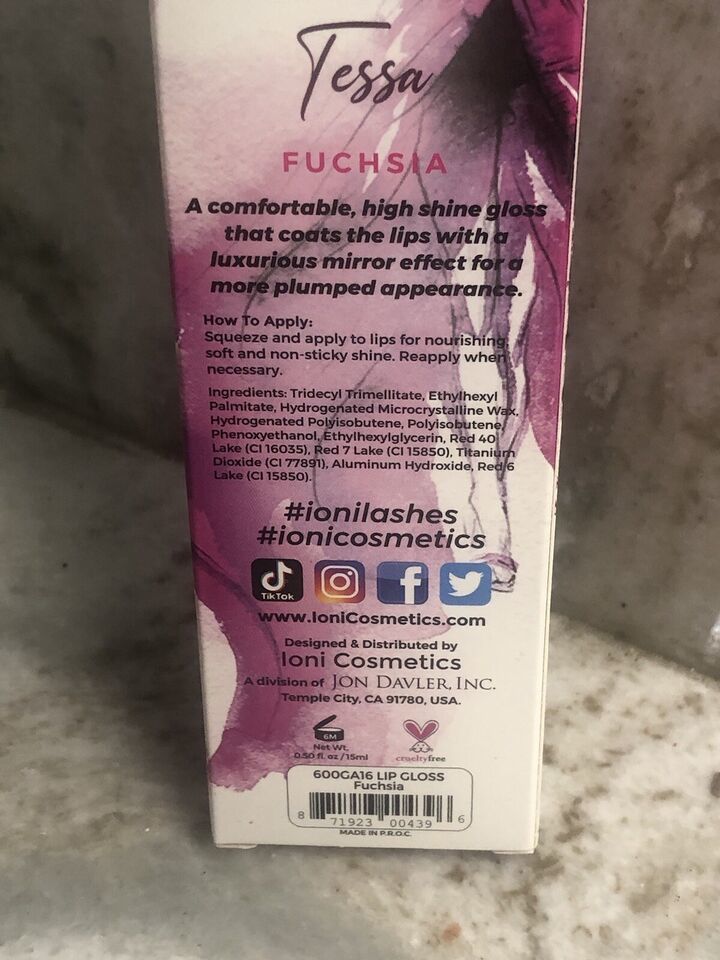 Tessa
FUCHSIA
A comfortable, high shine gloss
that coats the lips with a
luxurious mirror effect for a
more plumped appearance.
How To Apply:
Squeeze and apply to lips for nourishing,
soft and non-sticky shine. Reapply when
necessary.
Ingredients: Tridecyl Trimellitate, Ethylhexyl
Palmitate, Hydrogenated Microcrystalline Wax,
Hydrogenated Polyisobutene, Polyisobutene,
Phenoxyethanol, Ethylhexylglycerin, Red 40
Lake (CI 16035), Red 7 Lake (CI 15850), Titanium
Dioxide (CI 77891), Aluminum Hydroxide, Red 6
Lake (CI 15850).
#ionilashes
#ionicosmetics
TikTok
www.IoniCosmetics.com
Designed & Distributed by
Ioni Cosmetics
A division of JON DAVLER, INC.
Temple City, CA 91780, USA.
6M
Net Wt.
0.50 fl. oz /15ml
crueltyfree
600GA16 LIP GLOSS
Fuchsia
8 71923 00439 6
MADE IN P.R.O.C.